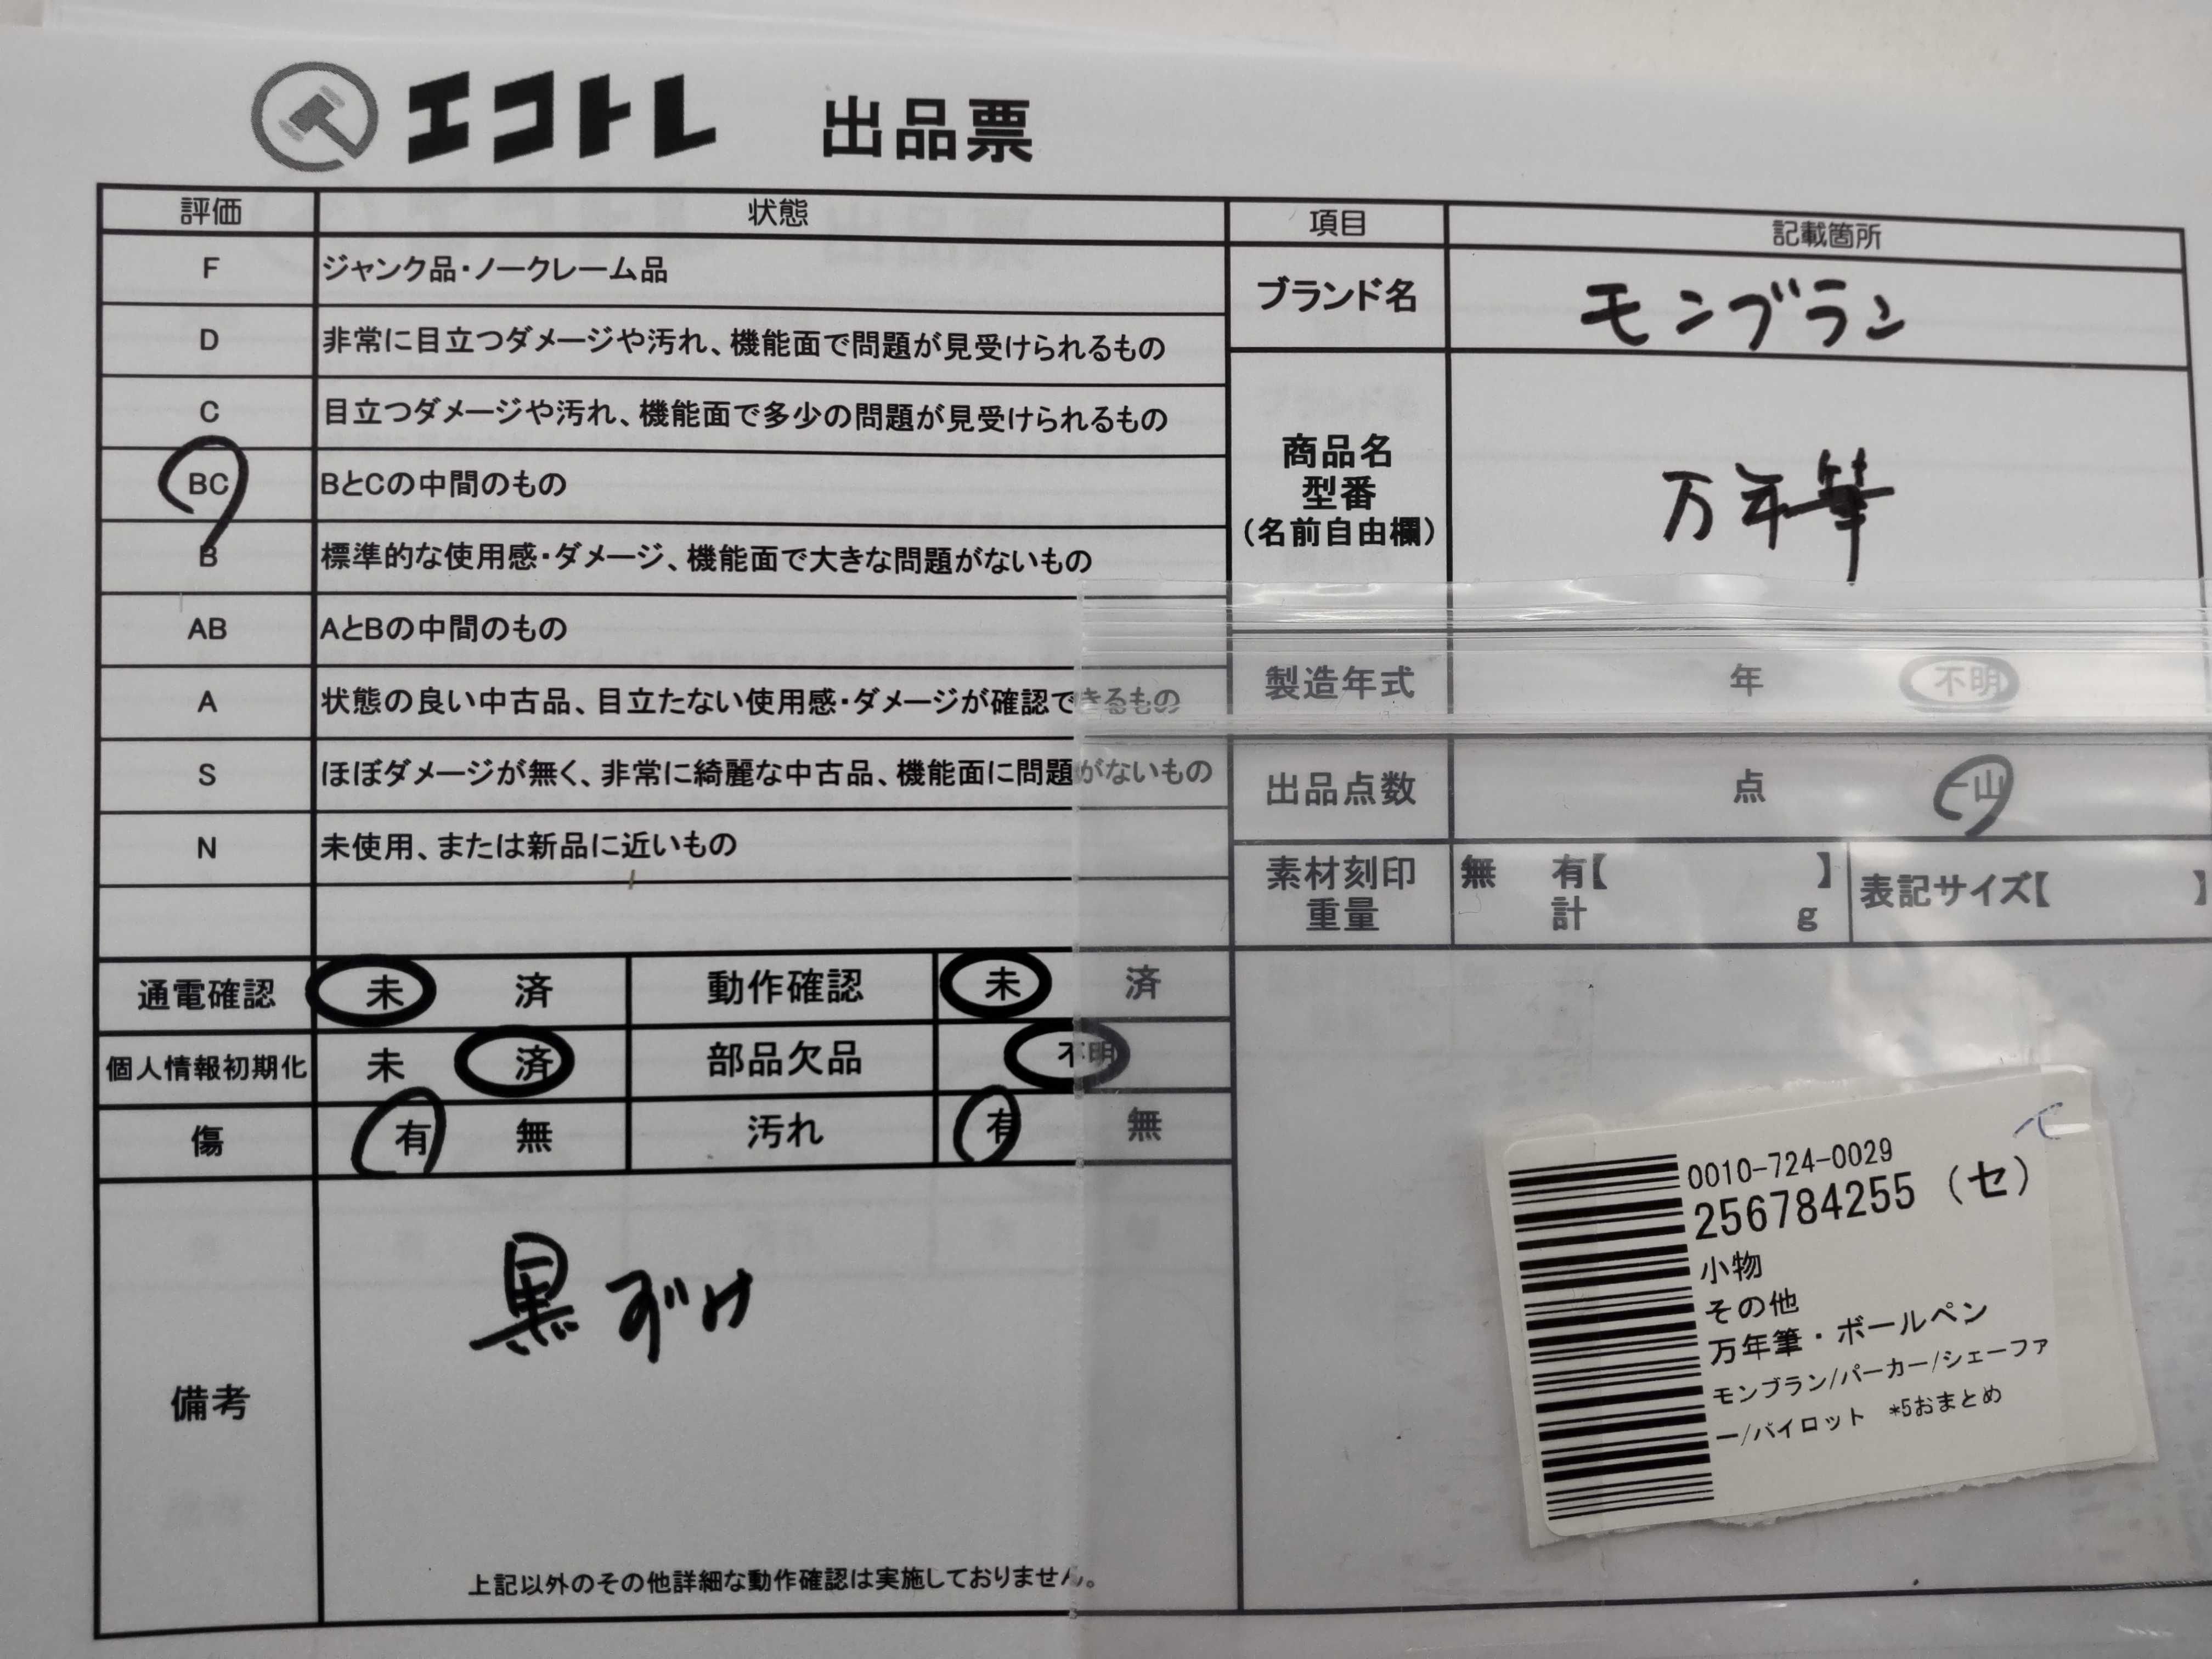 エコトレ 出品票
評価 状態
F ジャンク品・ノークレーム品
D 非常に目立つダメージや汚れ、機能面で問題が見受けられるもの
C 目立つダメージや汚れ、機能面で多少の問題が見受けられるもの
BC BとCの中間のもの
B 標準的な使用感・ダメージ、機能面で大きな問題がないもの
AB AとBの中間のもの
A 状態の良い中古品、目立たない使用感・ダメージが確認できるもの
S ほぼダメージが無く、非常に綺麗な中古品、機能面に問題がないもの
N 未使用、または新品に近いもの
通電確認 未 済 動作確認 未 済
個人情報初期化 未 済 部品欠品 不明
傷 有 無 汚れ 有 無
備考
黒ずけ
上記以外のその他詳細な動作確認は実施しておりません。
項目 記載箇所
ブランド名 モンブラン
商品名
型番
(名前自由欄)
万年筆
製造年式 年 不明
出品点数 点 一山
素材刻印 無 有【 】 表記サイズ【 】
重量 計 g
0010-724-0029
256784255 (セ)
小物
その他
万年筆・ボールペン
モンブラン/パーカー/シェーファ
ー/パイロット *5おまとめ